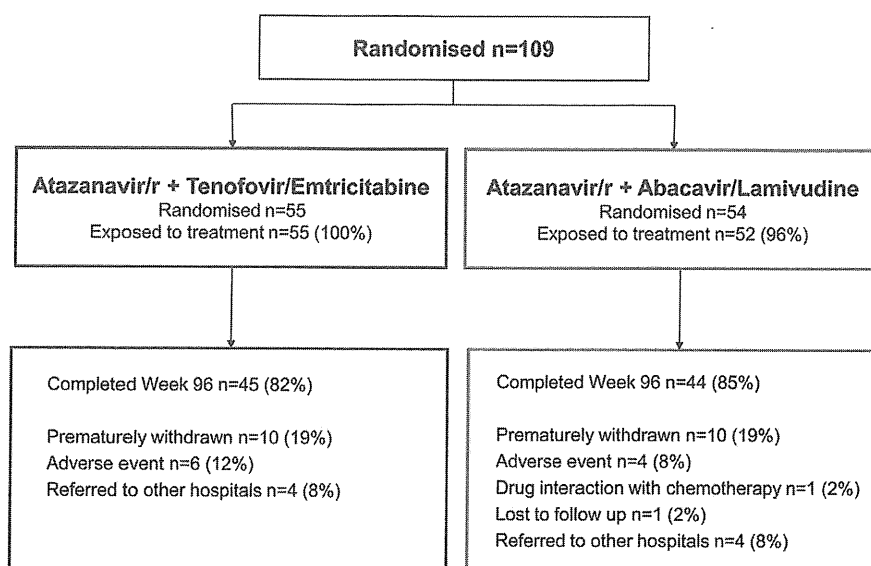 Randomised n=109
Atazanavir/r + Tenofovir/Emtricitabine
Randomised n=55
Exposed to treatment n=55 (100%)
Atazanavir/r + Abacavir/Lamivudine
Randomised n=54
Exposed to treatment n=52 (96%)
Completed Week 96 n=45 (82%)
Prematurely withdrawn n=10 (19%)
Adverse event n=6 (12%)
Referred to other hospitals n=4 (8%)
Completed Week 96 n=44 (85%)
Prematurely withdrawn n=10 (19%)
Adverse event n=4 (8%)
Drug interaction with chemotherapy n=1 (2%)
Lost to follow up n=1 (2%)
Referred to other hospitals n=4 (8%)